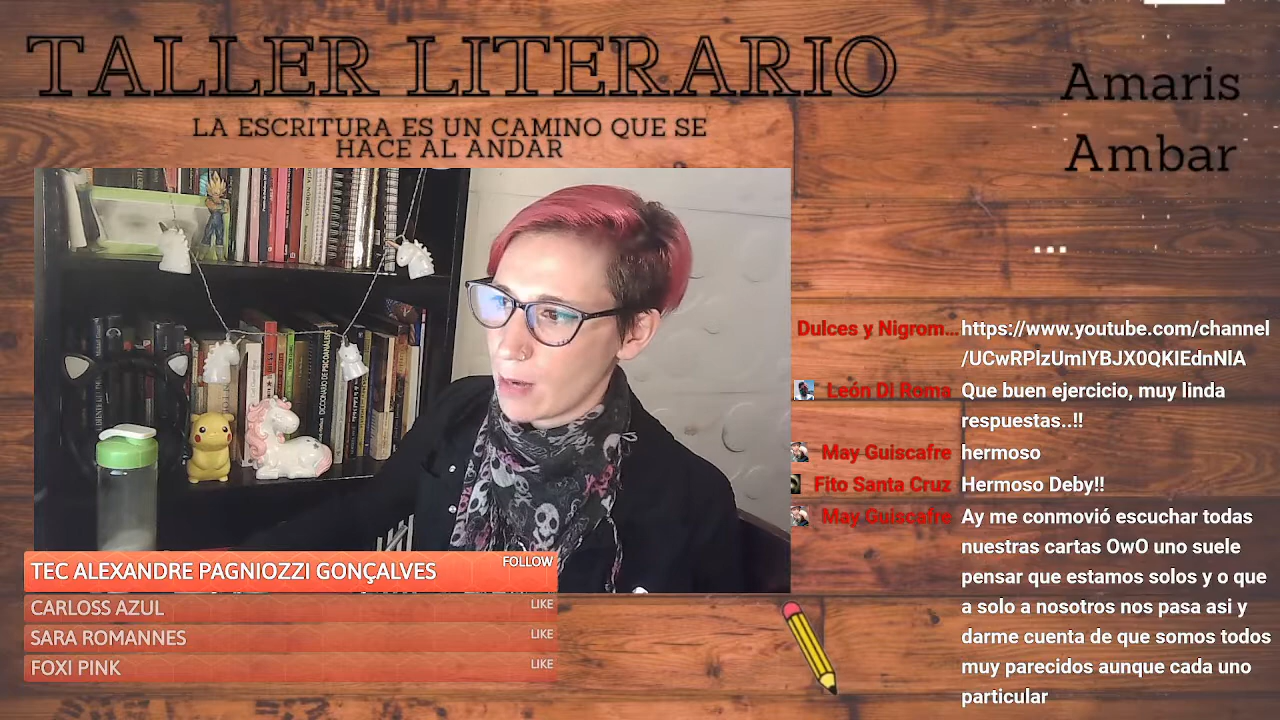 TALLER LITERARIO
LA ESCRITURA ES UN CAMINO QUE SE
HACE AL ANDAR
Amaris
Ambar
DICCIONARIO DE PSICOANÁLISIS
Dulces y Nigrom... https://www.youtube.com/channel
/UCwRPlzUmIYBJX0QKIEdnNlA
León Di Roma Que buen ejercicio, muy linda
respuestas..!!
May Guiscafre hermoso
Fito Santa Cruz Hermoso Deby!!
May Guiscafre Ay me conmovió escuchar todas
nuestras cartas OwO uno suele
pensar que estamos solos y o que
a solo a nosotros nos pasa asi y
darme cuenta de que somos todos
muy parecidos aunque cada uno
particular
TEC ALEXANDRE PAGNIOZZI GONÇALVES FOLLOW
CARLOSS AZUL LIKE
SARA ROMANNES LIKE
FOXI PINK LIKE